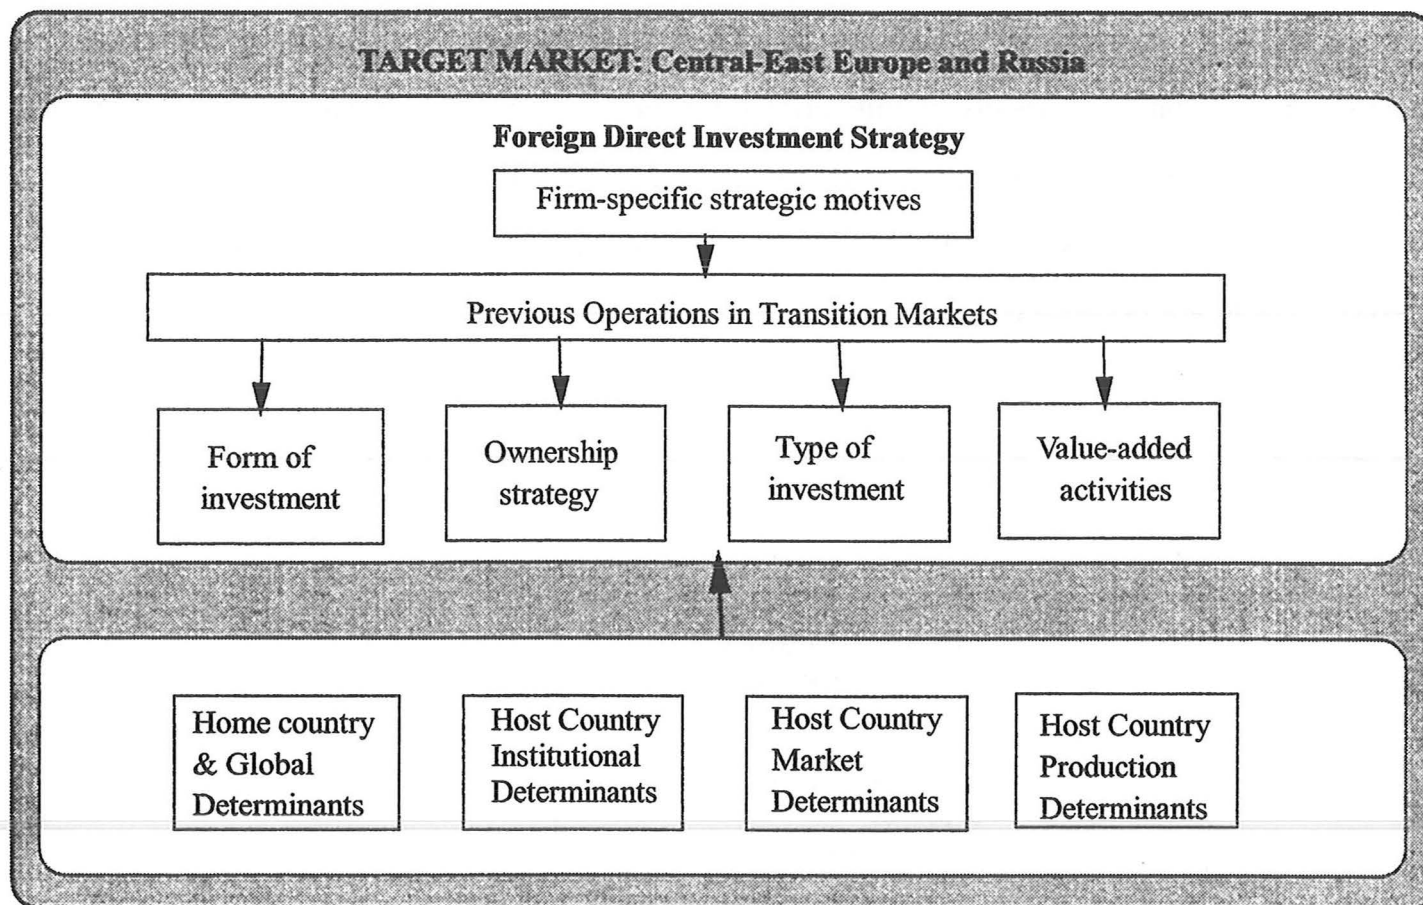 TARGET MARKET: Central-East Europe and Russia
Foreign Direct Investment Strategy
Firm-specific strategic motives
Previous Operations in Transition Markets
Form of
investment
Ownership
strategy
Type of
investment
Value-added
activities
Home country
& Global
Determinants
Host Country
Institutional
Determinants
Host Country
Market
Determinants
Host Country
Production
Determinants